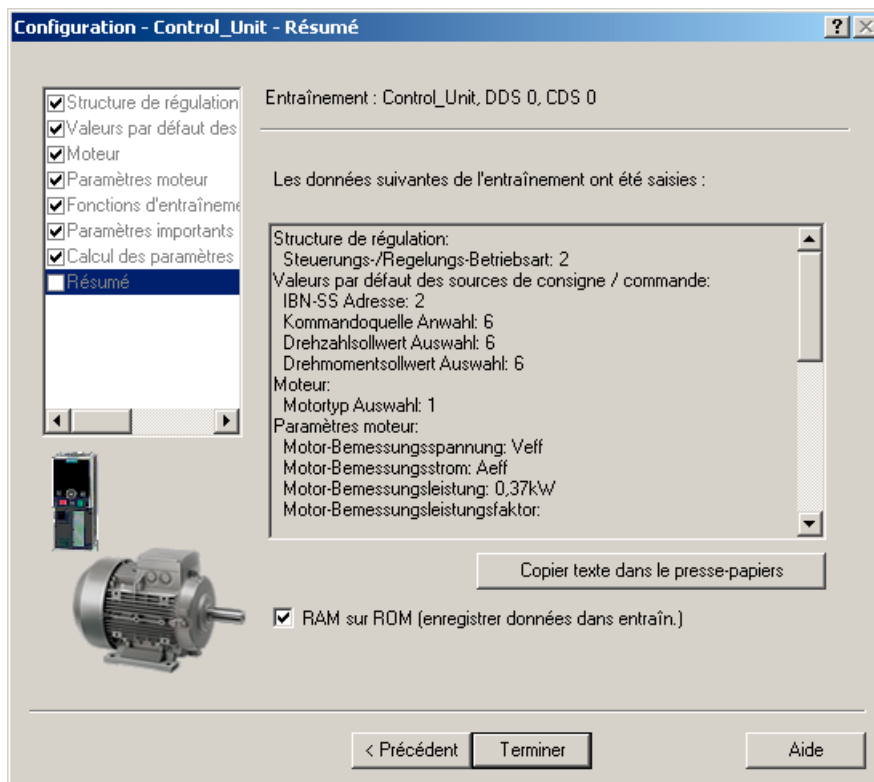 Configuration - Control_Unit - Résumé
Structure de régulation
Valeurs par défaut des
Moteur
Paramètres moteur
Fonctions d'entraîneme
Paramètres importants
Calcul des paramètres
Résumé
Entraînement : Control_Unit, DDS 0, CDS 0
Les données suivantes de l'entraînement ont été saisies :
Structure de régulation:
Steuerungs-/Regelungs-Betriebsart: 2
Valeurs par défaut des sources de consigne / commande:
IBN-SS Adresse: 2
Kommandoquelle Anwahl: 6
Drehzahlsollwert Auswahl: 6
Drehmomentsollwert Auswahl: 6
Moteur:
Motortyp Auswahl: 1
Paramètres moteur:
Motor-Bemessungsspannung: Veff
Motor-Bemessungsstrom: Aeff
Motor-Bemessungsleistung: 0,37kW
Motor-Bemessungsleistungsfaktor:
Copier texte dans le presse-papiers
RAM sur ROM (enregistrer données dans entraîn.)
< Précédent
Terminer
Aide